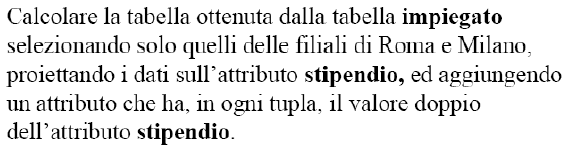 Calcolare la tabella ottenuta dalla tabella impiegato
selezionando solo quelli delle filiali di Roma e Milano,
proiettando i dati sull’attributo stipendio, ed aggiungendo
un attributo che ha, in ogni tupla, il valore doppio
dell’attributo stipendio.